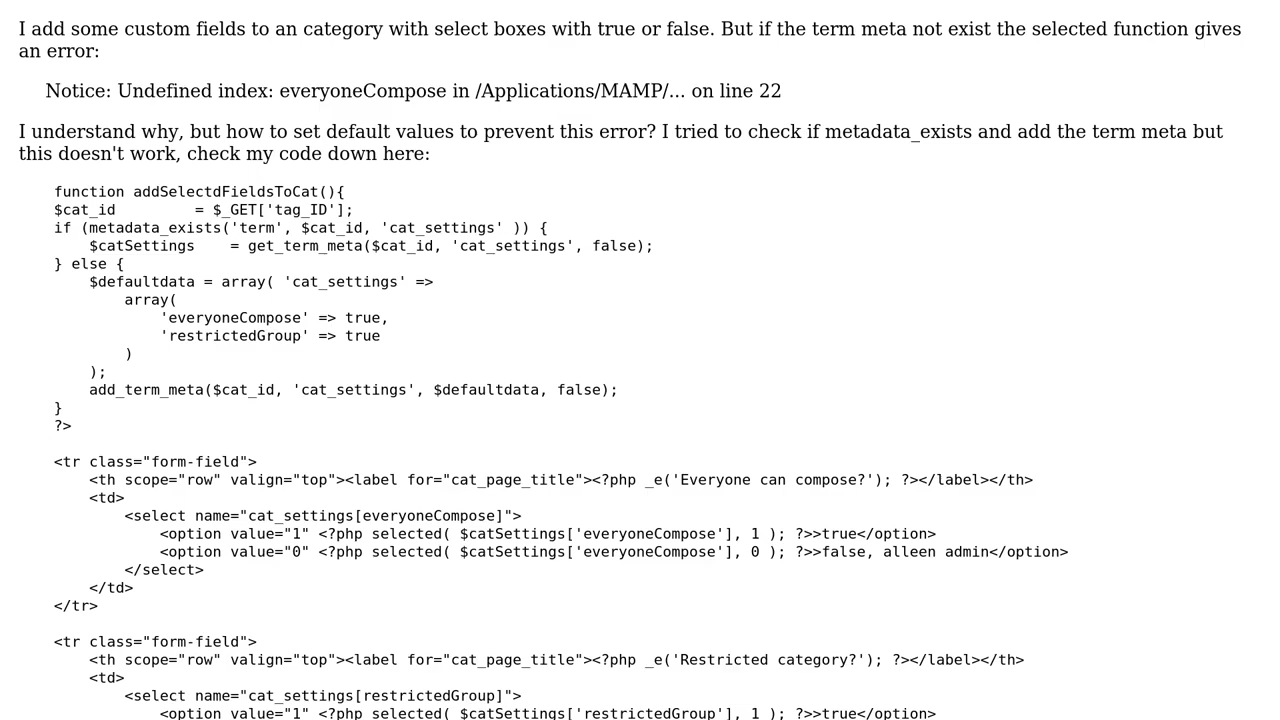 I add some custom fields to an category with select boxes with true or false. But if the term meta not exist the selected function gives
an error:
Notice: Undefined index: everyoneCompose in /Applications/MAMP/... on line 22
I understand why, but how to set default values to prevent this error? I tried to check if metadata_exists and add the term meta but
this doesn't work, check my code down here:
function addSelectdFieldsToCat(){
$cat_id         = $_GET['tag_ID'];
if (metadata_exists('term', $cat_id, 'cat_settings' )) {
    $catSettings    = get_term_meta($cat_id, 'cat_settings', false);
} else {
    $defaultdata = array( 'cat_settings' =>
        array(
            'everyoneCompose' => true,
            'restrictedGroup' => true
        )
    );
    add_term_meta($cat_id, 'cat_settings', $defaultdata, false);
}
?>
<tr class="form-field">
    <th scope="row" valign="top"><label for="cat_page_title"><?php _e('Everyone can compose?'); ?></label></th>
    <td>
        <select name="cat_settings[everyoneCompose]">
            <option value="1" <?php selected( $catSettings['everyoneCompose'], 1 ); ?>>true</option>
            <option value="0" <?php selected( $catSettings['everyoneCompose'], 0 ); ?>>false, alleen admin</option>
        </select>
    </td>
</tr>
<tr class="form-field">
    <th scope="row" valign="top"><label for="cat_page_title"><?php _e('Restricted category?'); ?></label></th>
    <td>
        <select name="cat_settings[restrictedGroup]">
            <option value="1" <?php selected( $catSettings['restrictedGroup'], 1 ); ?>>true</option>